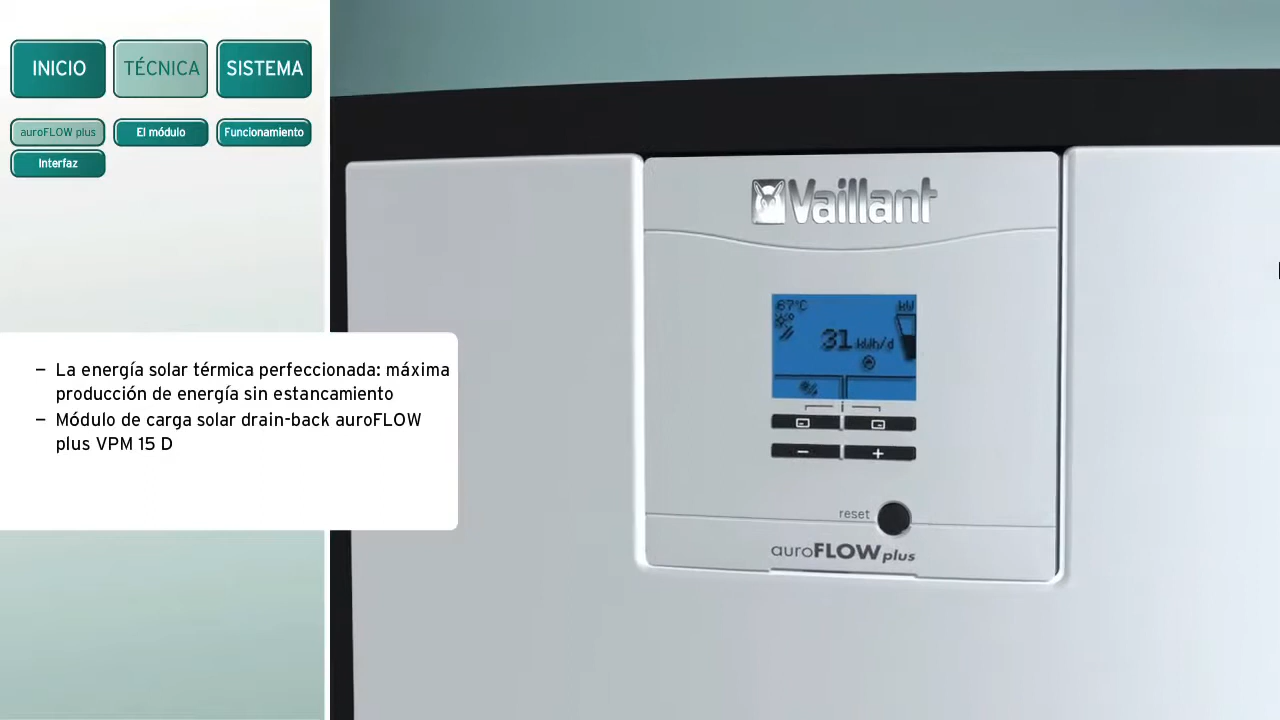 INICIO
TÉCNICA
SISTEMA
auroFLOW plus
El módulo
Funcionamiento
Interfaz
– La energía solar térmica perfeccionada: máxima
producción de energía sin estancamiento
– Módulo de carga solar drain-back auroFLOW
plus VPM 15 D
Vaillant
67°C
kW
31 kWh/d
– +
reset
auroFLOW plus